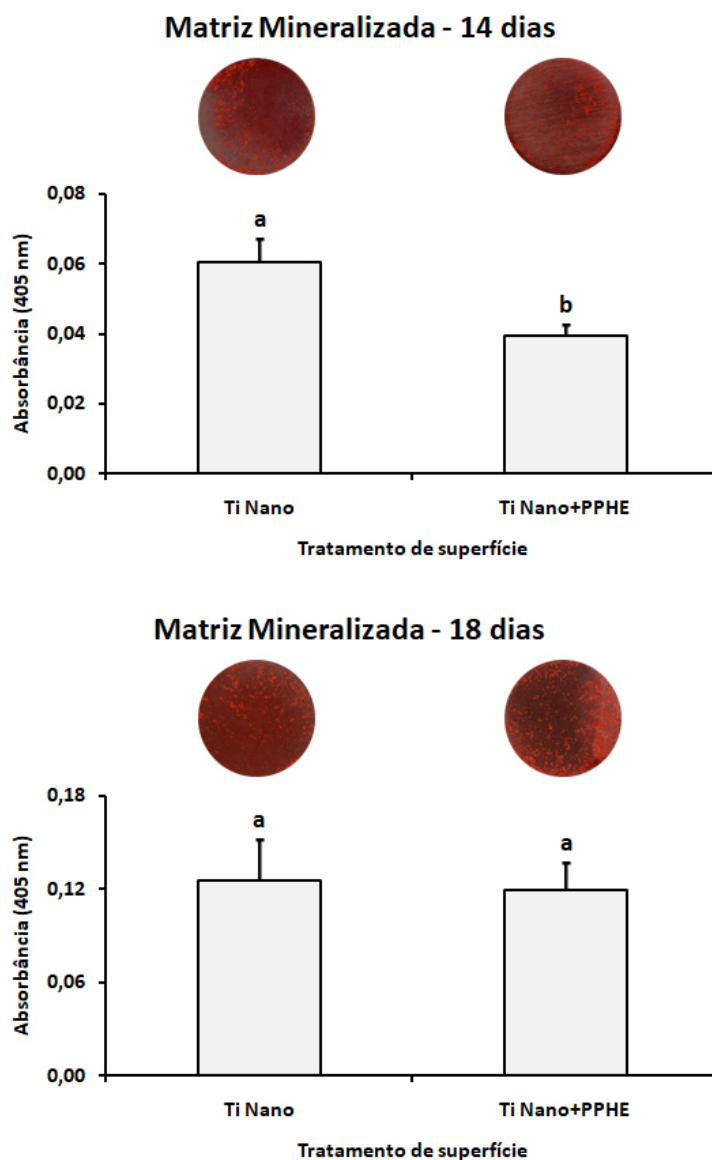 Matriz Mineralizada - 14 dias
Absorbância (405 nm)
0,08
0,06
0,04
0,02
0,00
a
b
Ti Nano
Ti Nano+PPHE
Tratamento de superfície
Matriz Mineralizada - 18 dias
Absorbância (405 nm)
0,18
0,12
0,06
0,00
a
a
Ti Nano
Ti Nano+PPHE
Tratamento de superfície